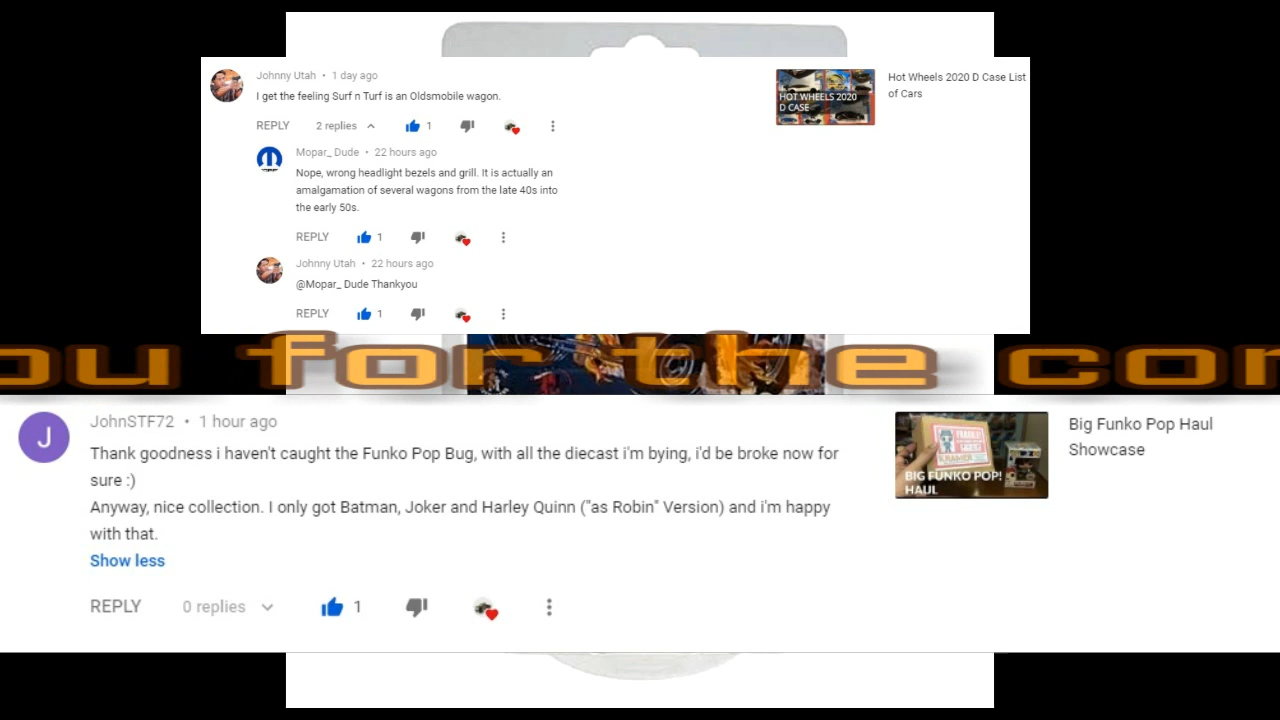 Johnny Utah • 1 day ago
I get the feeling Surf n Turf is an Oldsmobile wagon.
REPLY 2 replies 1
Hot Wheels 2020 D Case List
of Cars
HOT WHEELS 2020
D CASE
Mopar_ Dude • 22 hours ago
Nope, wrong headlight bezels and grill. It is actually an
amalgamation of several wagons from the late 40s into
the early 50s.
REPLY 1
Johnny Utah • 22 hours ago
@Mopar_ Dude Thankyou
REPLY 1
ou for the con
J
JohnSTF72 • 1 hour ago
Thank goodness i haven't caught the Funko Pop Bug, with all the diecast i'm bying, i'd be broke now for
sure :)
Anyway, nice collection. I only got Batman, Joker and Harley Quinn ("as Robin" Version) and i'm happy
with that.
Show less
REPLY 0 replies 1
FRAGILE
KRAMER
BIG FUNKO POP!
HAUL
Big Funko Pop Haul
Showcase